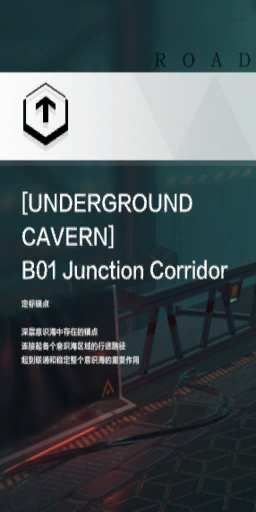 ROAD
[UNDERGROUND
CAVERN]
B01 Junction Corridor
定标锚点
深层意识海中存在的锚点
连接起各个意识海区域的行进路径
起到联通和稳定整个意识海的重要作用